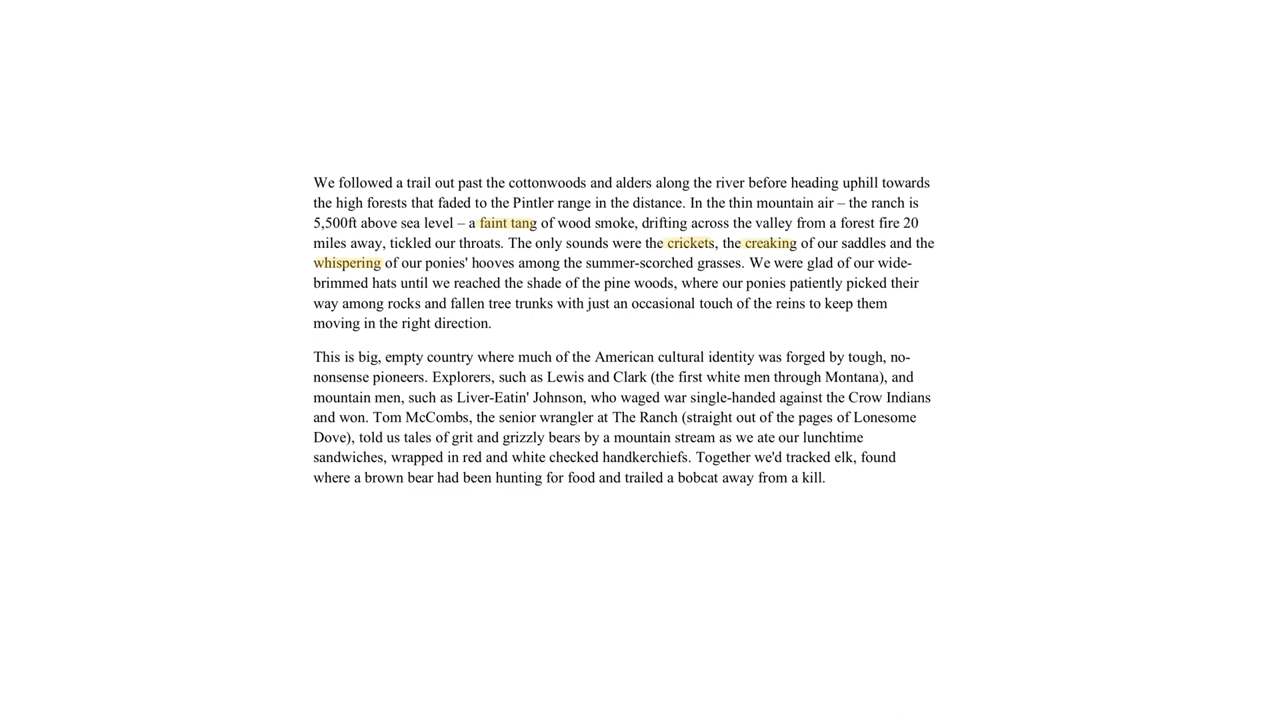 We followed a trail out past the cottonwoods and alders along the river before heading uphill towards
the high forests that faded to the Pintler range in the distance. In the thin mountain air – the ranch is
5,500ft above sea level – a faint tang of wood smoke, drifting across the valley from a forest fire 20
miles away, tickled our throats. The only sounds were the crickets, the creaking of our saddles and the
whispering of our ponies' hooves among the summer-scorched grasses. We were glad of our wide-
brimmed hats until we reached the shade of the pine woods, where our ponies patiently picked their
way among rocks and fallen tree trunks with just an occasional touch of the reins to keep them
moving in the right direction.
This is big, empty country where much of the American cultural identity was forged by tough, no-
nonsense pioneers. Explorers, such as Lewis and Clark (the first white men through Montana), and
mountain men, such as Liver-Eatin' Johnson, who waged war single-handed against the Crow Indians
and won. Tom McCombs, the senior wrangler at The Ranch (straight out of the pages of Lonesome
Dove), told us tales of grit and grizzly bears by a mountain stream as we ate our lunchtime
sandwiches, wrapped in red and white checked handkerchiefs. Together we'd tracked elk, found
where a brown bear had been hunting for food and trailed a bobcat away from a kill.